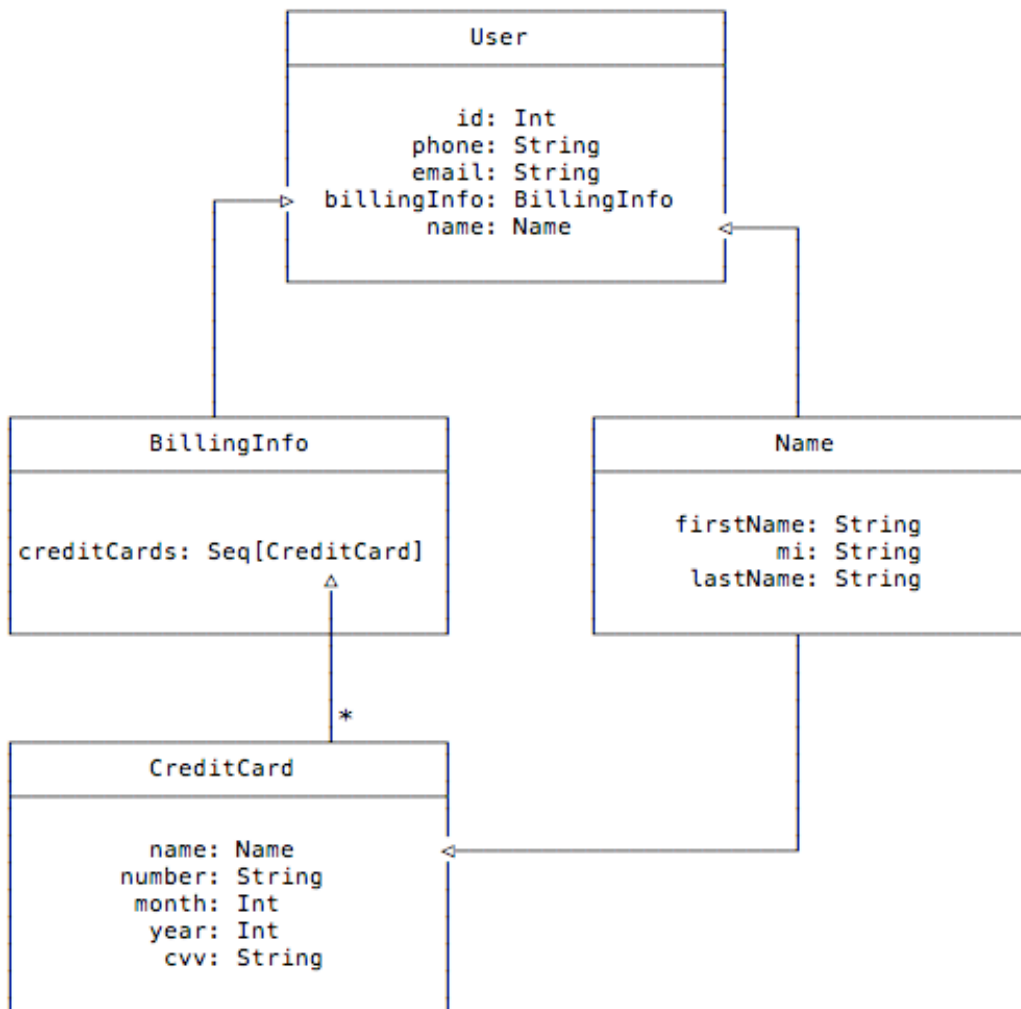 User
id: Int
phone: String
email: String
billingInfo: BillingInfo
name: Name
BillingInfo
creditCards: Seq[CreditCard]
Name
firstName: String
mi: String
lastName: String
*
CreditCard
name: Name
number: String
month: Int
year: Int
cvv: String